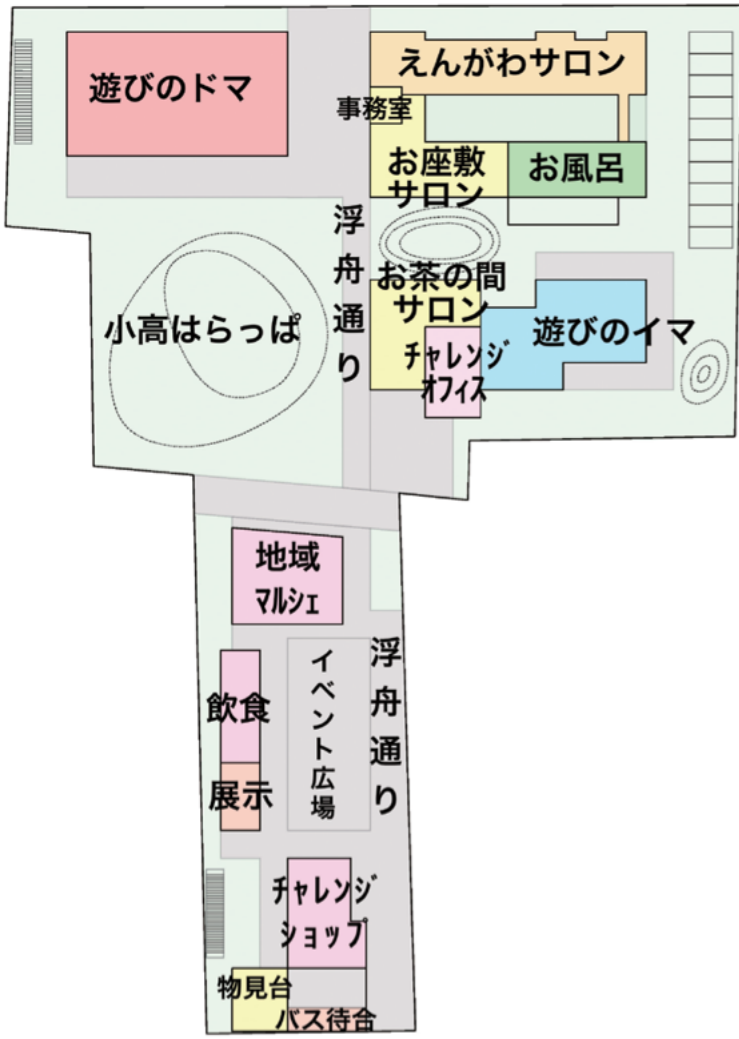 遊びのドマ
えんがわサロン
事務室
お座敷
サロン
お風呂
浮舟通り
小高はらっぱ
お茶の間
サロン
チャレンジ
オフィス
遊びのイマ
地域
マルシェ
飲食
展示
イベント広場
浮舟通り
チャレンジ
ショップ
物見台
バス待合